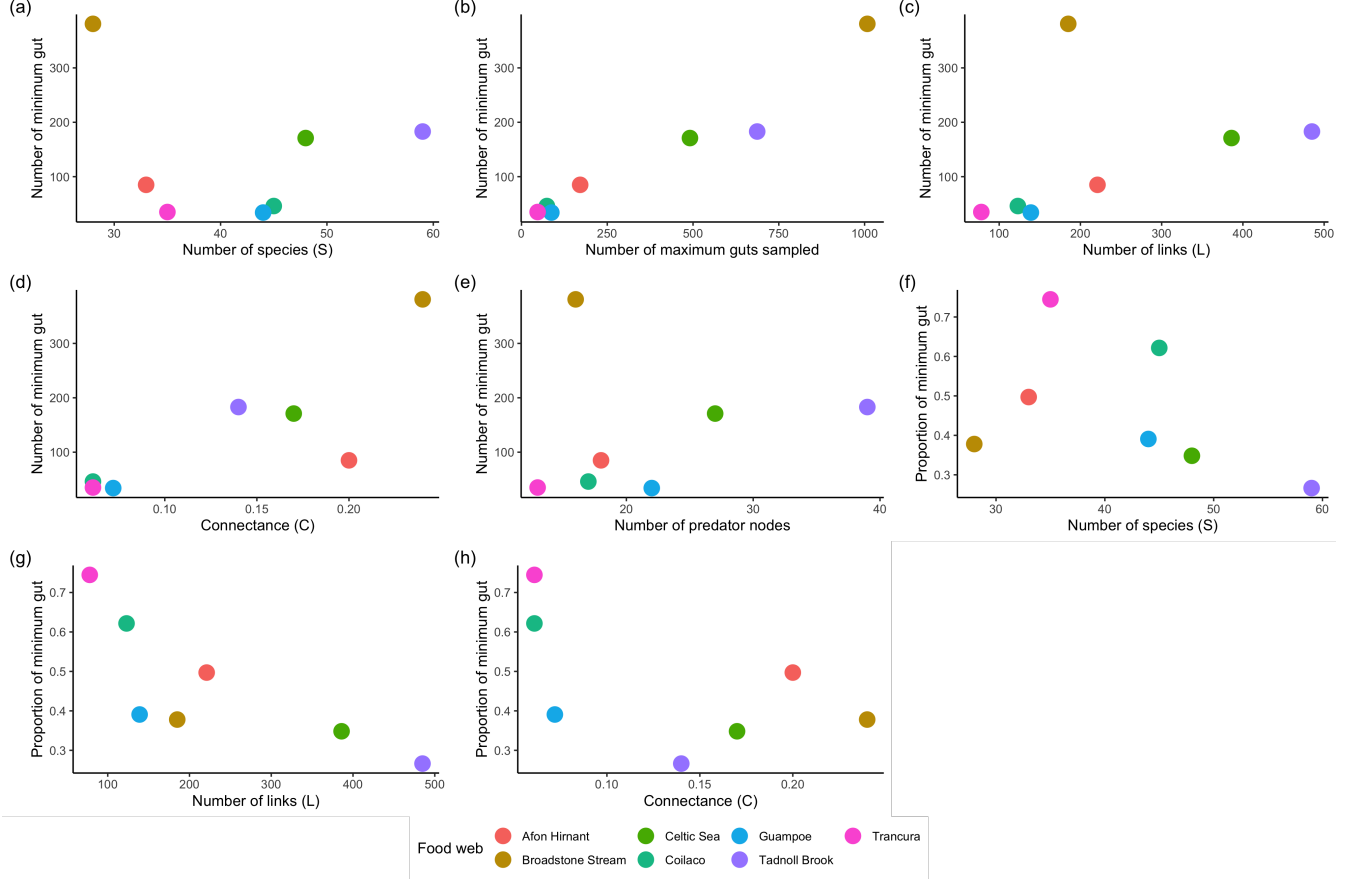 (a)
Number of minimum gut
300
200
100
30
40
50
60
Number of species (S)
(b)
Number of minimum gut
300
200
100
0
250
500
750
1000
Number of maximum guts sampled
(c)
Number of minimum gut
300
200
100
100
200
300
400
500
Number of links (L)
(d)
Number of minimum gut
300
200
100
0.10
0.15
0.20
Connectance (C)
(e)
Number of minimum gut
300
200
100
20
30
40
Number of predator nodes
(f)
Proportion of minimum gut
0.7
0.6
0.5
0.4
0.3
30
40
50
60
Number of species (S)
(g)
Proportion of minimum gut
0.7
0.6
0.5
0.4
0.3
100
200
300
400
500
Number of links (L)
(h)
Proportion of minimum gut
0.7
0.6
0.5
0.4
0.3
0.10
0.15
0.20
Connectance (C)
Food web
Afon Hirnant
Broadstone Stream
Celtic Sea
Coilaco
Guampoe
Tadnoll Brook
Trancura